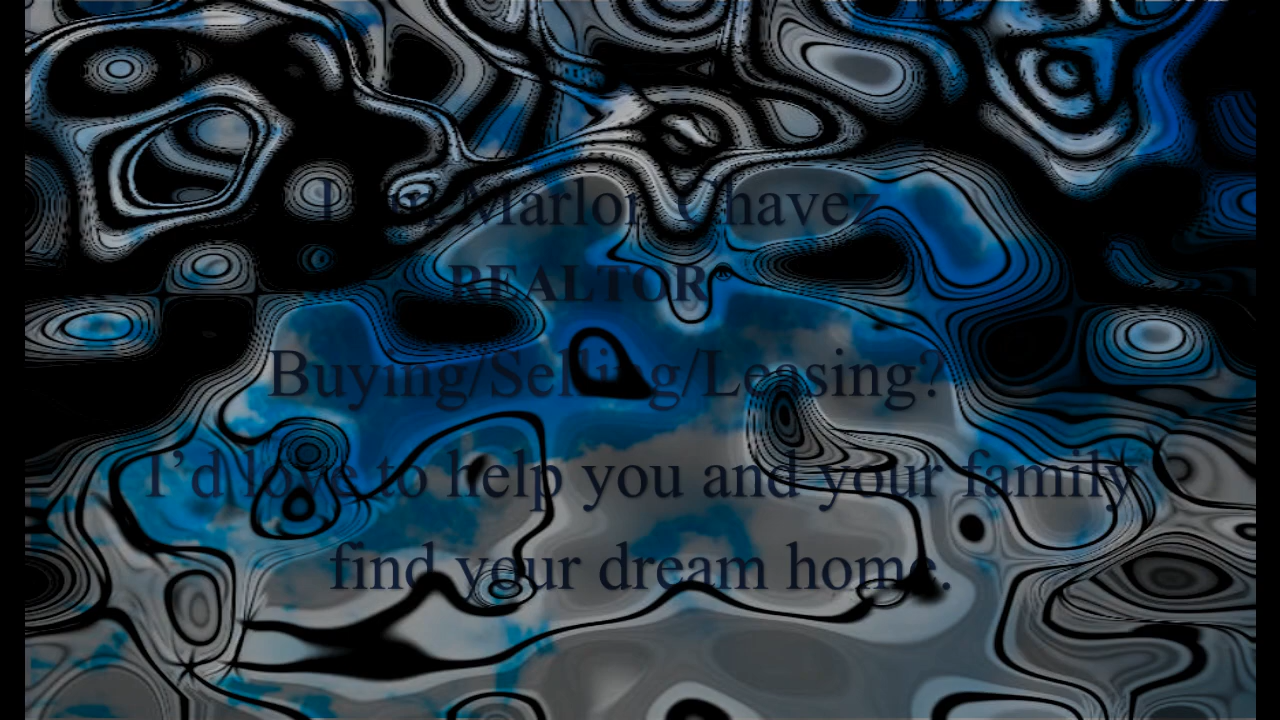 I am Marlon Chavez
REALTOR®
Buying/Selling/Leasing?
I’d love to help you and your family
find your dream home.